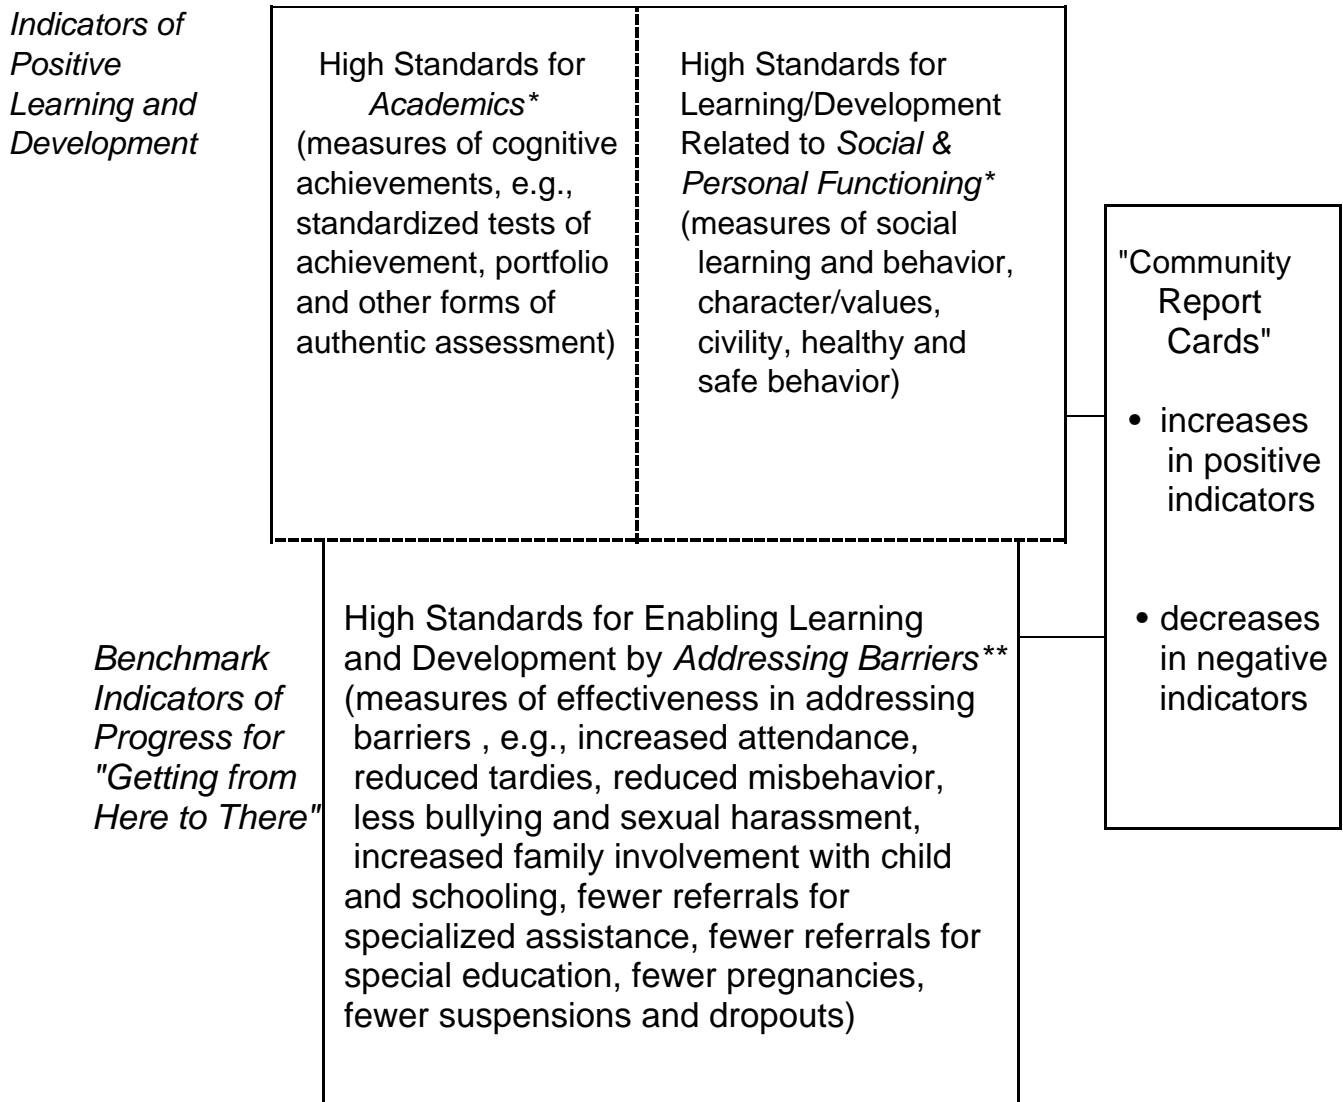 Indicators of
Positive
Learning and
Development
High Standards for
Academics*
(measures of cognitive
achievements, e.g.,
standardized tests of
achievement, portfolio
and other forms of
authentic assessment)
High Standards for
Learning/Development
Related to Social &
Personal Functioning*
(measures of social
learning and behavior,
character/values,
civility, healthy and
safe behavior)
"Community
Report
Cards"
• increases
in positive
indicators
• decreases
in negative
indicators
Benchmark
Indicators of
Progress for
"Getting from
Here to There"
High Standards for Enabling Learning
and Development by Addressing Barriers**
(measures of effectiveness in addressing
barriers , e.g., increased attendance,
reduced tardies, reduced misbehavior,
less bullying and sexual harassment,
increased family involvement with child
and schooling, fewer referrals for
specialized assistance, fewer referrals for
special education, fewer pregnancies,
fewer suspensions and dropouts)